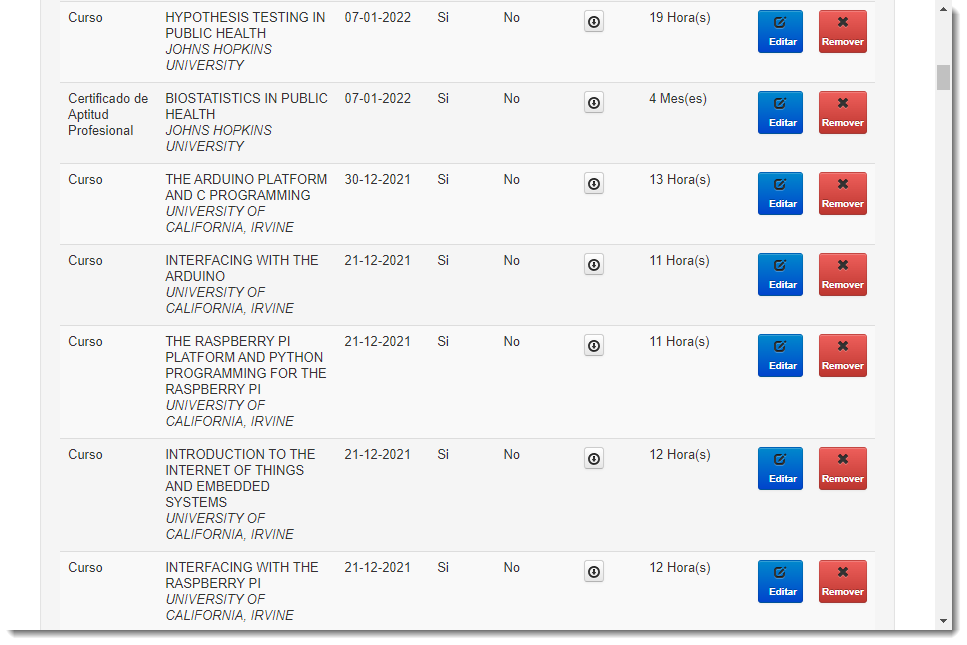 Curso HYPOTHESIS TESTING IN 07-01-2022 Si No 19 Hora(s)
PUBLIC HEALTH
JOHNS HOPKINS
UNIVERSITY
Editar Remover
Certificado de BIOSTATISTICS IN PUBLIC 07-01-2022 Si No 4 Mes(es)
Aptitud HEALTH
Profesional JOHNS HOPKINS
UNIVERSITY
Editar Remover
Curso THE ARDUINO PLATFORM 30-12-2021 Si No 13 Hora(s)
AND C PROGRAMMING
UNIVERSITY OF
CALIFORNIA, IRVINE
Editar Remover
Curso INTERFACING WITH THE 21-12-2021 Si No 11 Hora(s)
ARDUINO
UNIVERSITY OF
CALIFORNIA, IRVINE
Editar Remover
Curso THE RASPBERRY PI 21-12-2021 Si No 11 Hora(s)
PLATFORM AND PYTHON
PROGRAMMING FOR THE
RASPBERRY PI
UNIVERSITY OF
CALIFORNIA, IRVINE
Editar Remover
Curso INTRODUCTION TO THE 21-12-2021 Si No 12 Hora(s)
INTERNET OF THINGS
AND EMBEDDED
SYSTEMS
UNIVERSITY OF
CALIFORNIA, IRVINE
Editar Remover
Curso INTERFACING WITH THE 21-12-2021 Si No 12 Hora(s)
RASPBERRY PI
UNIVERSITY OF
CALIFORNIA, IRVINE
Editar Remover